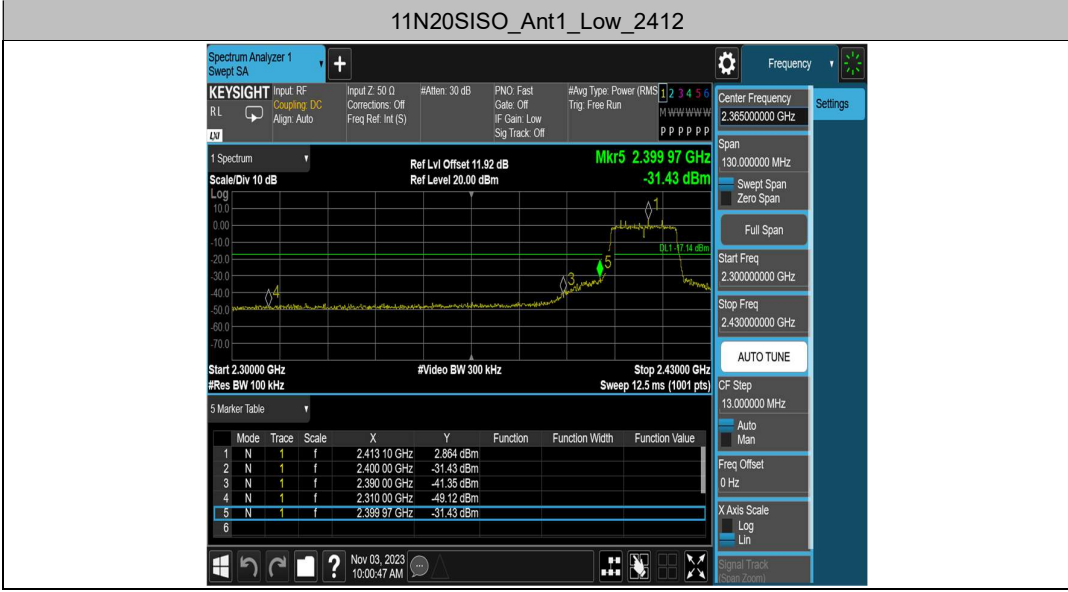 11N20SISO_Ant1_Low_2412
Spectrum Analyzer 1
Swept SA
Frequency
KEYSIGHT
RL
LXI
Input: RF
Coupling: DC
Align: Auto
Input Z: 50 Ω
Corrections: Off
Freq Ref: Int (S)
#Atten: 30 dB
PNO: Fast
Gate: Off
IF Gain: Low
Sig Track: Off
#Avg Type: Power (RMS
Trig: Free Run
1 2 3 4 5 6
M W W W W W
P P P P P P
Center Frequency
2.365000000 GHz
Settings
Span
130.000000 MHz
Swept Span
Zero Span
Full Span
Start Freq
2.300000000 GHz
Stop Freq
2.430000000 GHz
AUTO TUNE
CF Step
13.000000 MHz
Auto
Man
Freq Offset
0 Hz
X Axis Scale
Log
Lin
Signal Track
(Span Zoom)
1 Spectrum
Scale/Div 10 dB
Ref Lvl Offset 11.92 dB
Ref Level 20.00 dBm
Mkr5 2.399 97 GHz
-31.43 dBm
Log
10.0
0.00
-10.0
-20.0
-30.0
-40.0
-50.0
-60.0
-70.0
1
DL1 -17.14 dBm
5
3
4
Start 2.30000 GHz
#Res BW 100 kHz
#Video BW 300 kHz
Stop 2.43000 GHz
Sweep 12.5 ms (1001 pts)
5 Marker Table
Mode Trace Scale X Y Function Function Width Function Value
1 N 1 f 2.413 10 GHz 2.864 dBm
2 N 1 f 2.400 00 GHz -31.43 dBm
3 N 1 f 2.390 00 GHz -41.35 dBm
4 N 1 f 2.310 00 GHz -49.12 dBm
5 N 1 f 2.399 97 GHz -31.43 dBm
6
?
Nov 03, 2023
10:00:47 AM